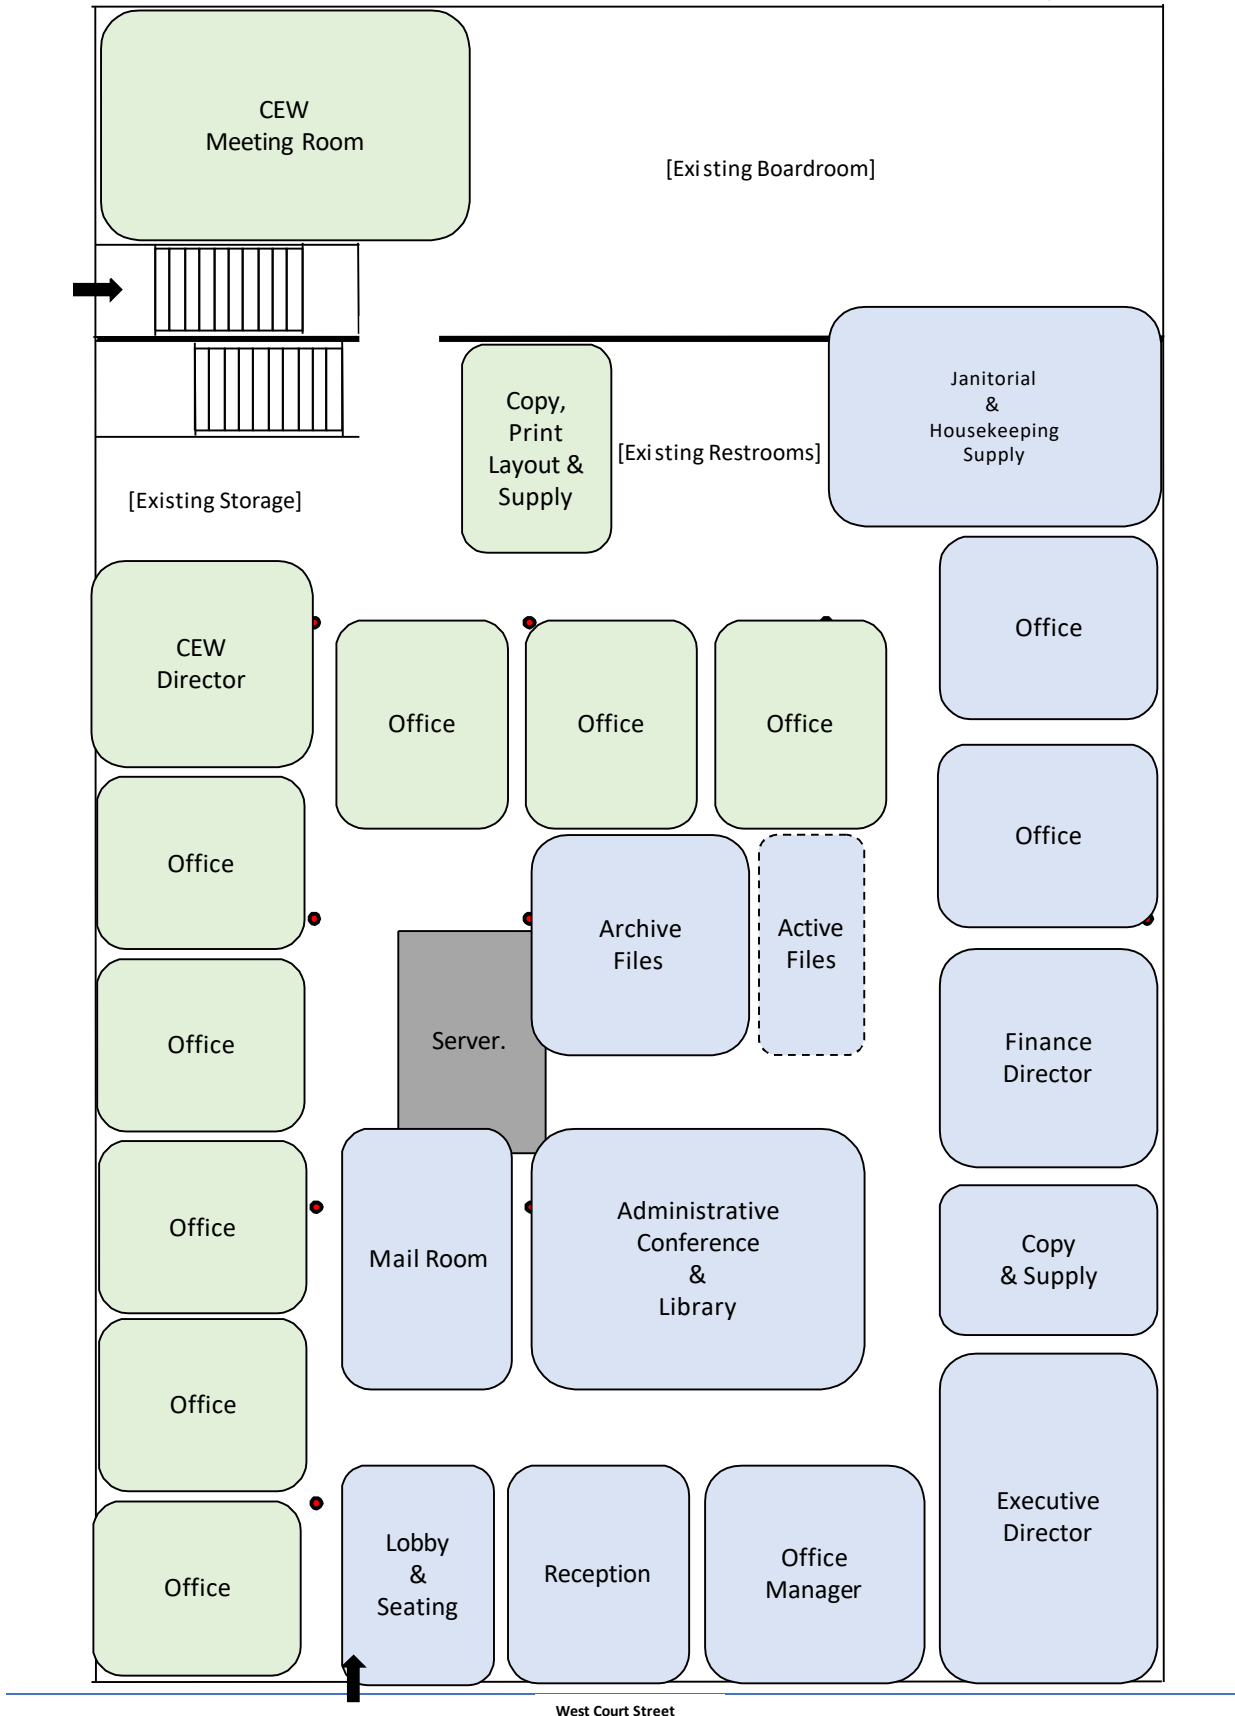 CEW
Meeting Room
[Existing Boardroom]
Janitorial
&
Housekeeping
Supply
Copy,
Print
Layout &
Supply
[Existing Restrooms]
[Existing Storage]
CEW
Director
Office
Office
Office
Office
Office
Office
Archive
Files
Active
Files
Office
Server.
Finance
Director
Office
Mail Room
Administrative
Conference
&
Library
Copy
& Supply
Office
Office
Lobby
&
Seating
Reception
Office
Manager
Executive
Director
Office
West Court Street